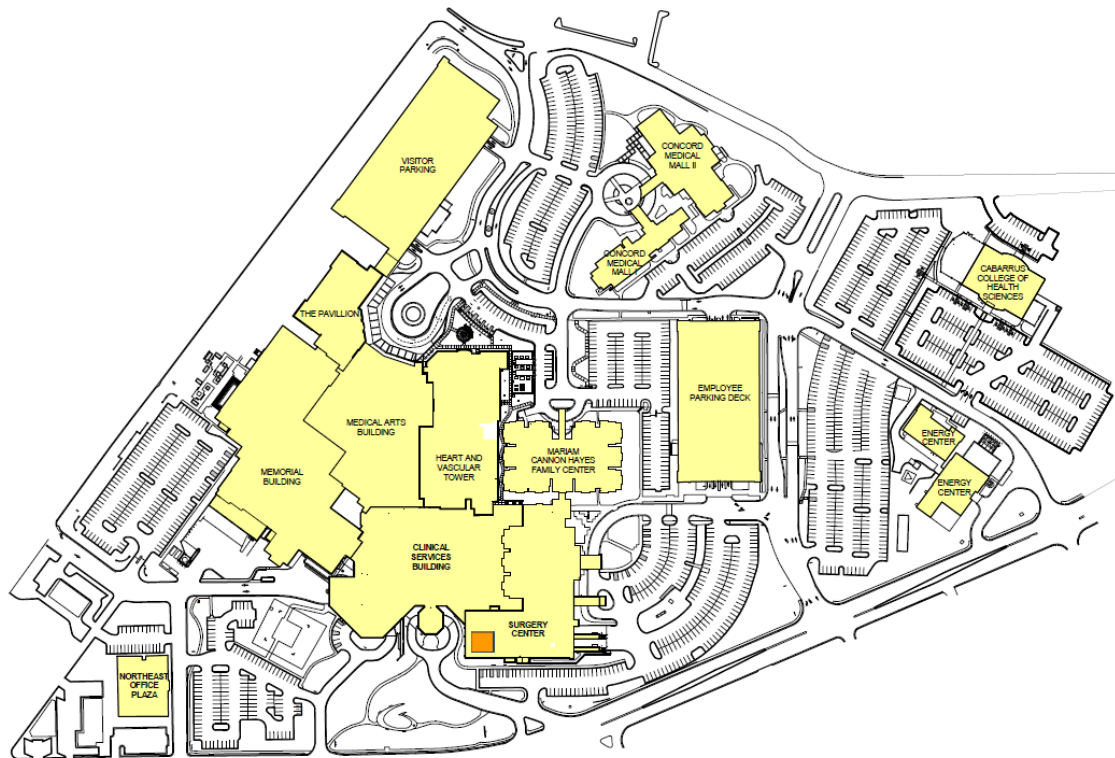 VISITOR
PARKING
CONCORD
MEDICAL
MALL II
CONCORD
MEDICAL
MALL I
CABARRUS
COLLEGE OF
HEALTH
SCIENCES
THE PAVILLION
EMPLOYEE
PARKING DECK
MEDICAL ARTS
BUILDING
ENERGY
CENTER
MARIAM
CANNON HAYES
FAMILY CENTER
HEART AND
VASCULAR
TOWER
MEMORIAL
BUILDING
ENERGY
CENTER
CLINICAL
SERVICES
BUILDING
SURGERY
CENTER
NORTHEAST
OFFICE
PLAZA